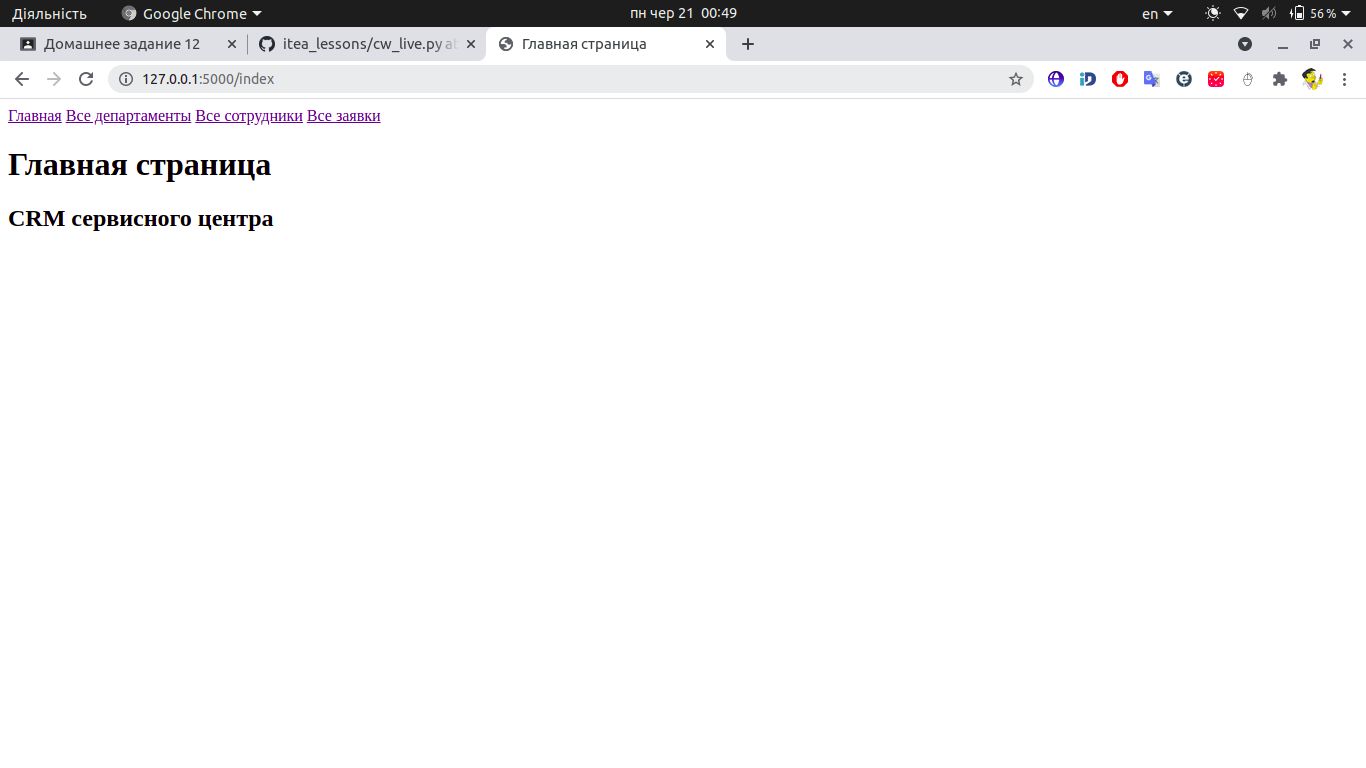 Діяльність Google Chrome пн чер 21 00:49 en 56 %
Домашнее задание 12 itea_lessons/cw_live.py at Главная страница
127.0.0.1:5000/index
Главная Все департаменты Все сотрудники Все заявки
Главная страница
CRM сервисного центра